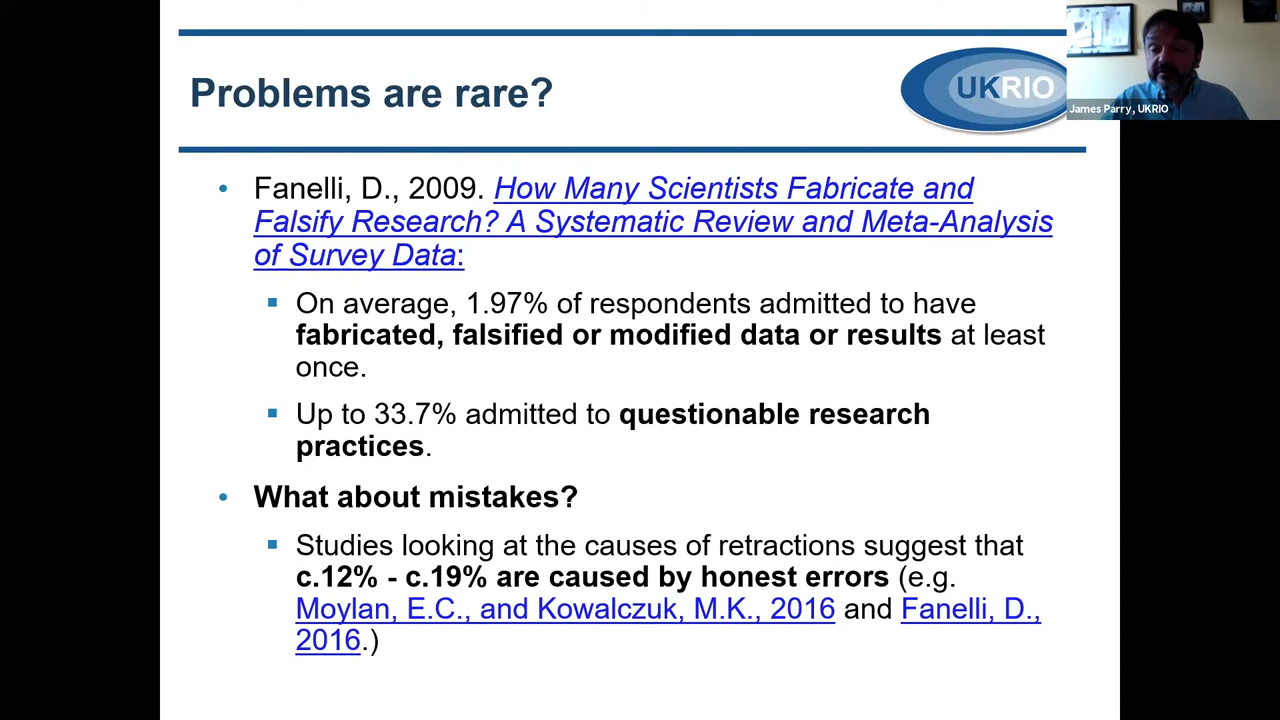 Problems are rare?
UKRIO
James Parry, UKRIO
• Fanelli, D., 2009. How Many Scientists Fabricate and
Falsify Research? A Systematic Review and Meta-Analysis
of Survey Data:
▪ On average, 1.97% of respondents admitted to have
fabricated, falsified or modified data or results at least
once.
▪ Up to 33.7% admitted to questionable research
practices.
• What about mistakes?
▪ Studies looking at the causes of retractions suggest that
c.12% - c.19% are caused by honest errors (e.g.
Moylan, E.C., and Kowalczuk, M.K., 2016 and Fanelli, D.,
2016.)